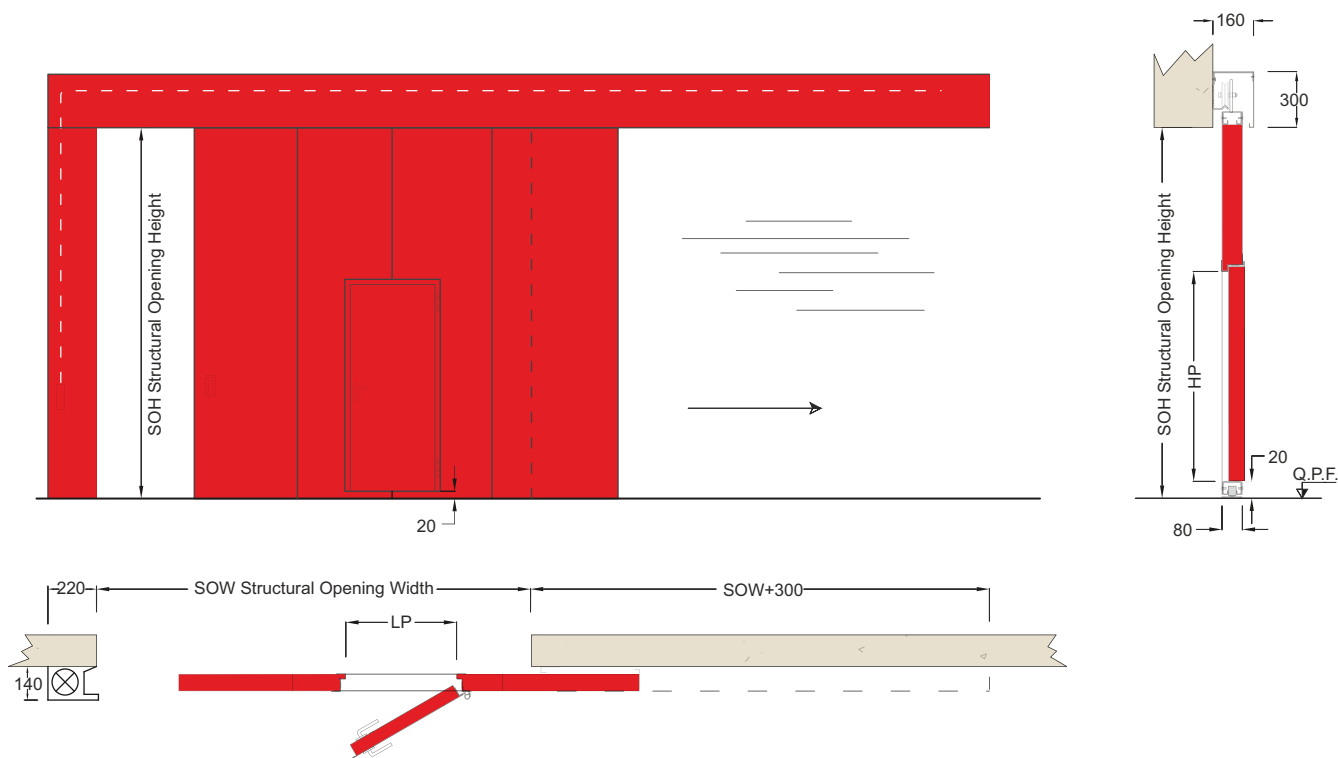 160
300
SOH Structural Opening Height
SOH Structural Opening Height
HP
20
Q.P.F.
20
80
220
SOW Structural Opening Width
SOW+300
LP
140